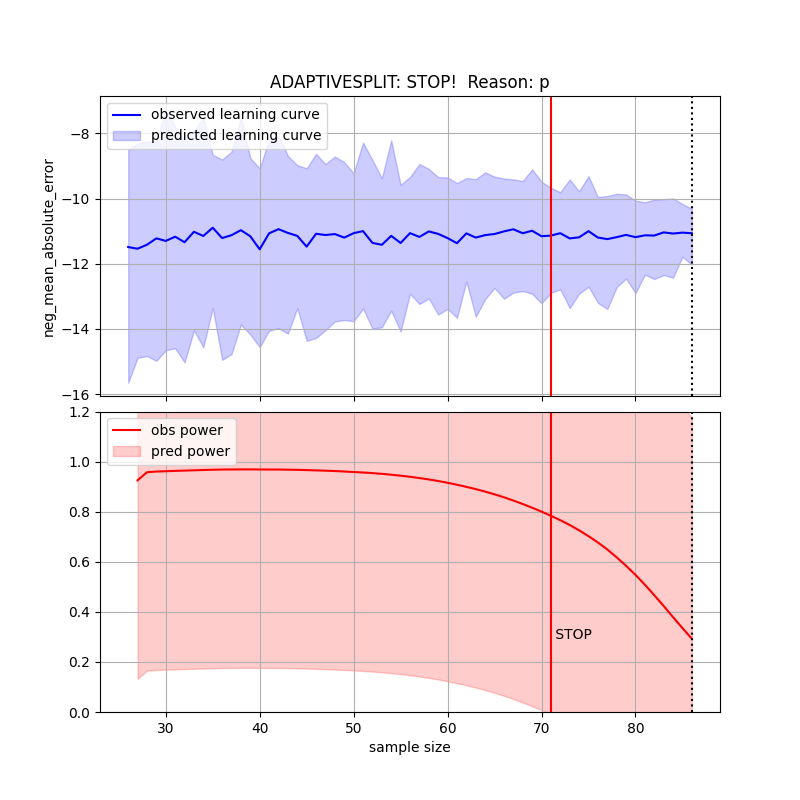 ADAPTIVESPLIT: STOP!  Reason: p
observed learning curve
predicted learning curve
−8
−10
−12
−14
−16
neg_mean_absolute_error
obs power
pred power
1.2
1.0
0.8
0.6
0.4
0.2
0.0
STOP
30 40 50 60 70 80
sample size